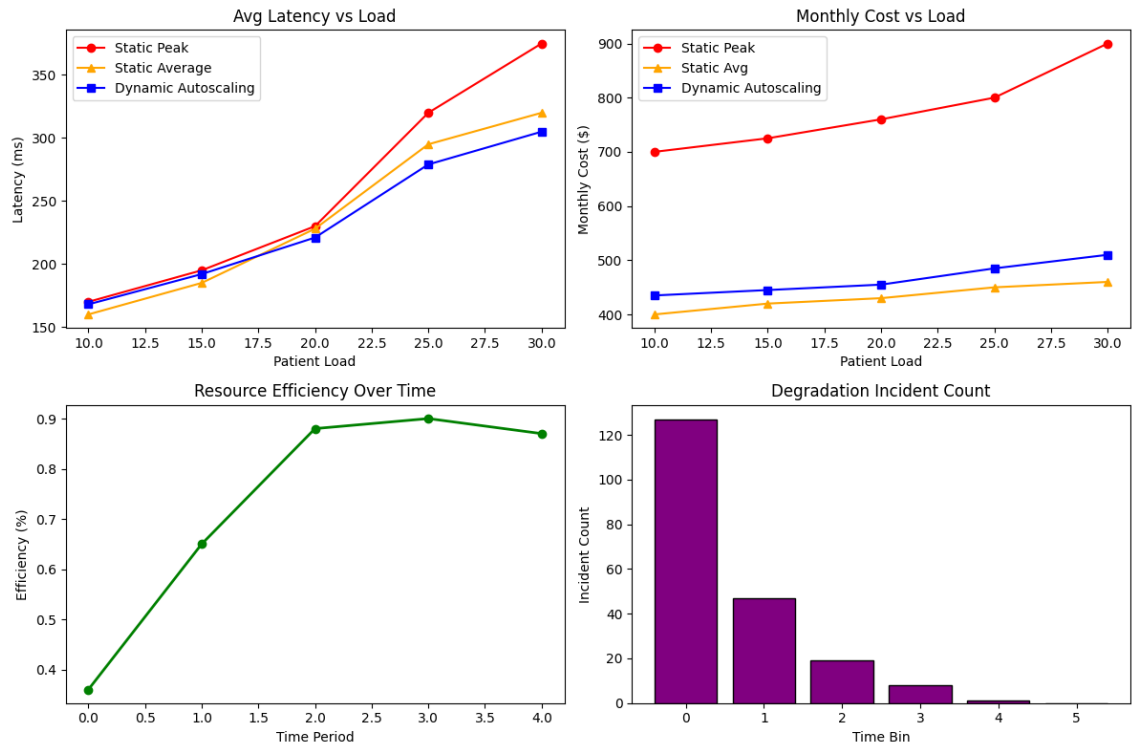 Avg Latency vs Load
Static Peak
Static Average
Dynamic Autoscaling
350
300
250
200
150
Latency (ms)
10.0 12.5 15.0 17.5 20.0 22.5 25.0 27.5 30.0
Patient Load
Monthly Cost vs Load
Static Peak
Static Avg
Dynamic Autoscaling
900
800
700
600
500
400
Monthly Cost ($)
10.0 12.5 15.0 17.5 20.0 22.5 25.0 27.5 30.0
Patient Load
Resource Efficiency Over Time
0.9
0.8
0.7
0.6
0.5
0.4
Efficiency (%)
0.0 0.5 1.0 1.5 2.0 2.5 3.0 3.5 4.0
Time Period
Degradation Incident Count
120
100
80
60
40
20
0
Incident Count
0 1 2 3 4 5
Time Bin